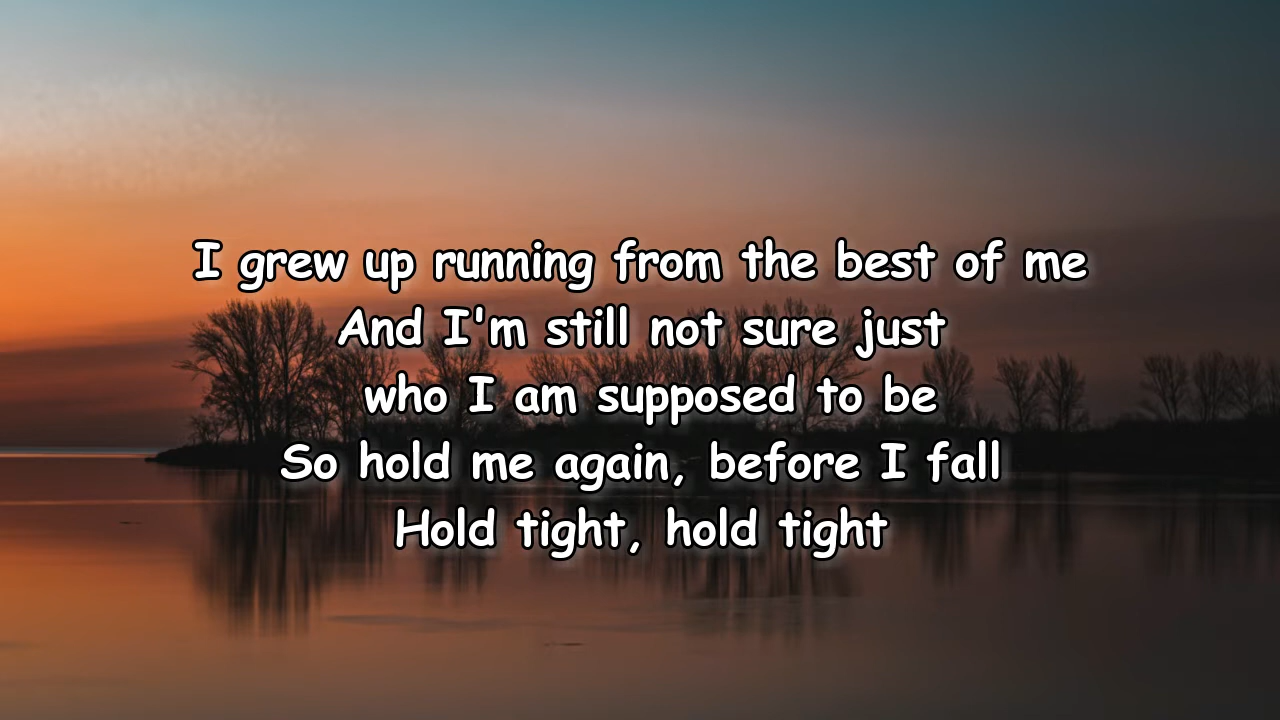 I grew up running from the best of me
And I'm still not sure just
who I am supposed to be
So hold me again, before I fall
Hold tight, hold tight